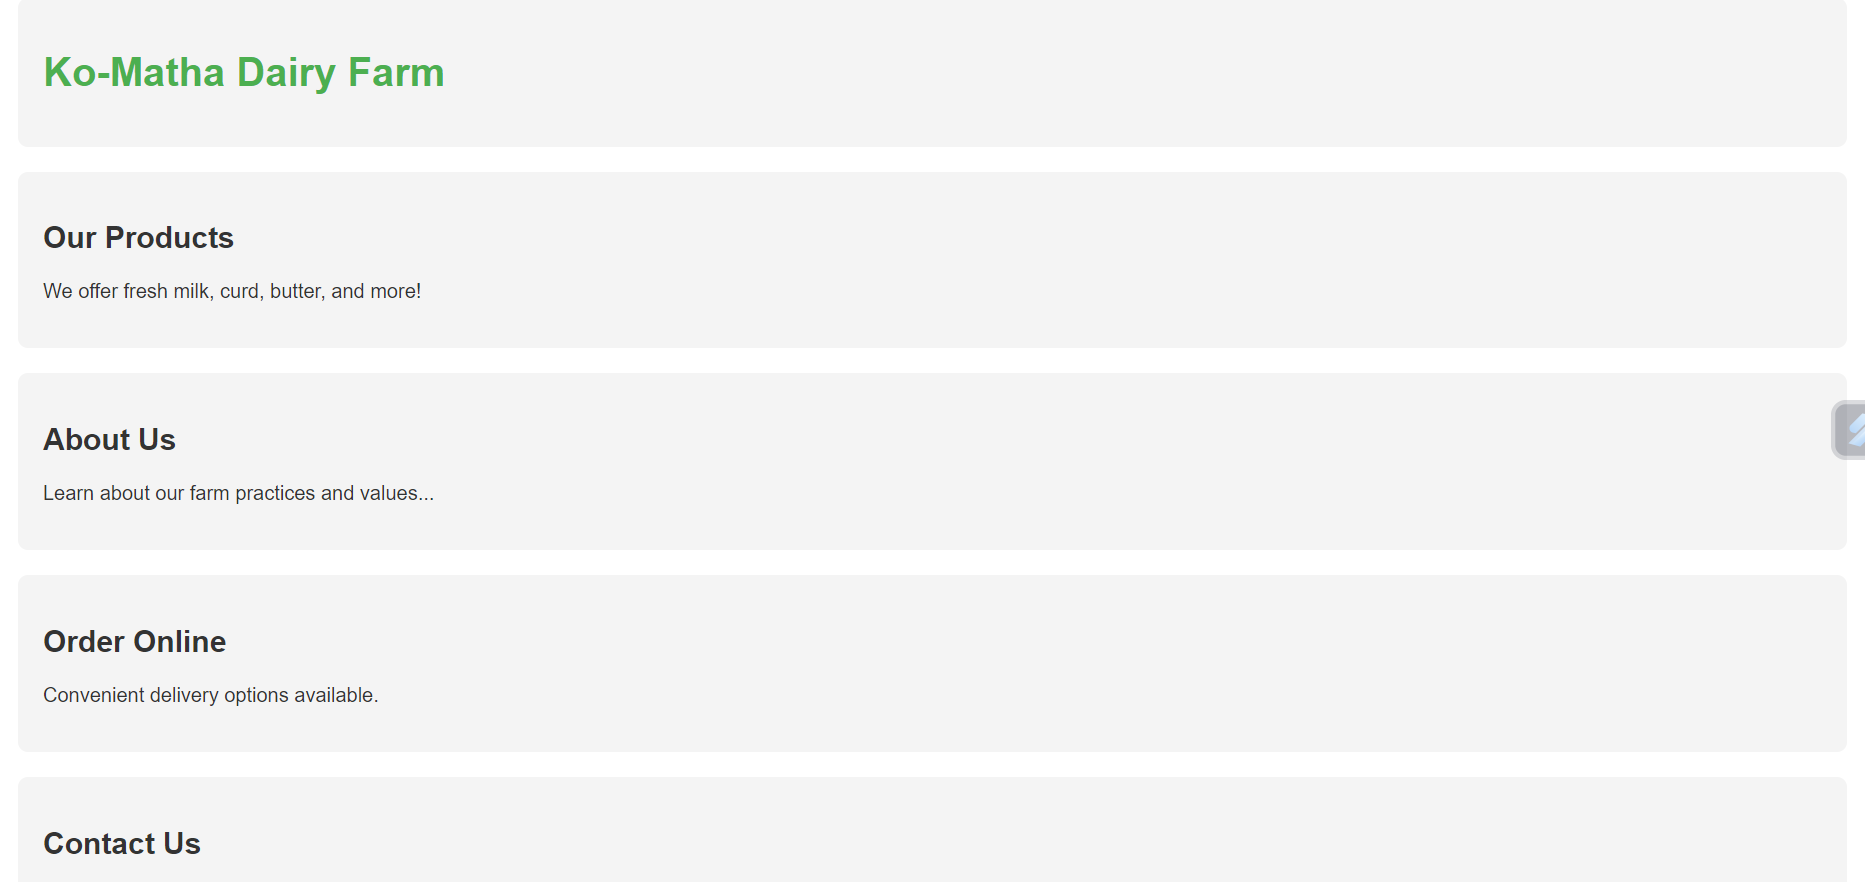 Ko-Matha Dairy Farm
Our Products
We offer fresh milk, curd, butter, and more!
About Us
Learn about our farm practices and values...
Order Online
Convenient delivery options available.
Contact Us